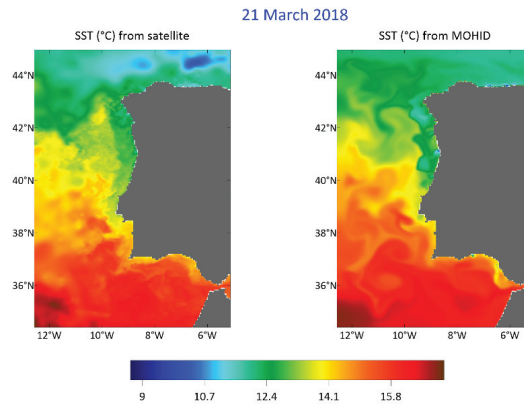 21 March 2018
SST (°C) from satellite
SST (°C) from MOHID
44°N
42°N
40°N
38°N
36°N
12°W 10°W 8°W 6°W
44°N
42°N
40°N
38°N
36°N
12°W 10°W 8°W 6°W
9 10.7 12.4 14.1 15.8